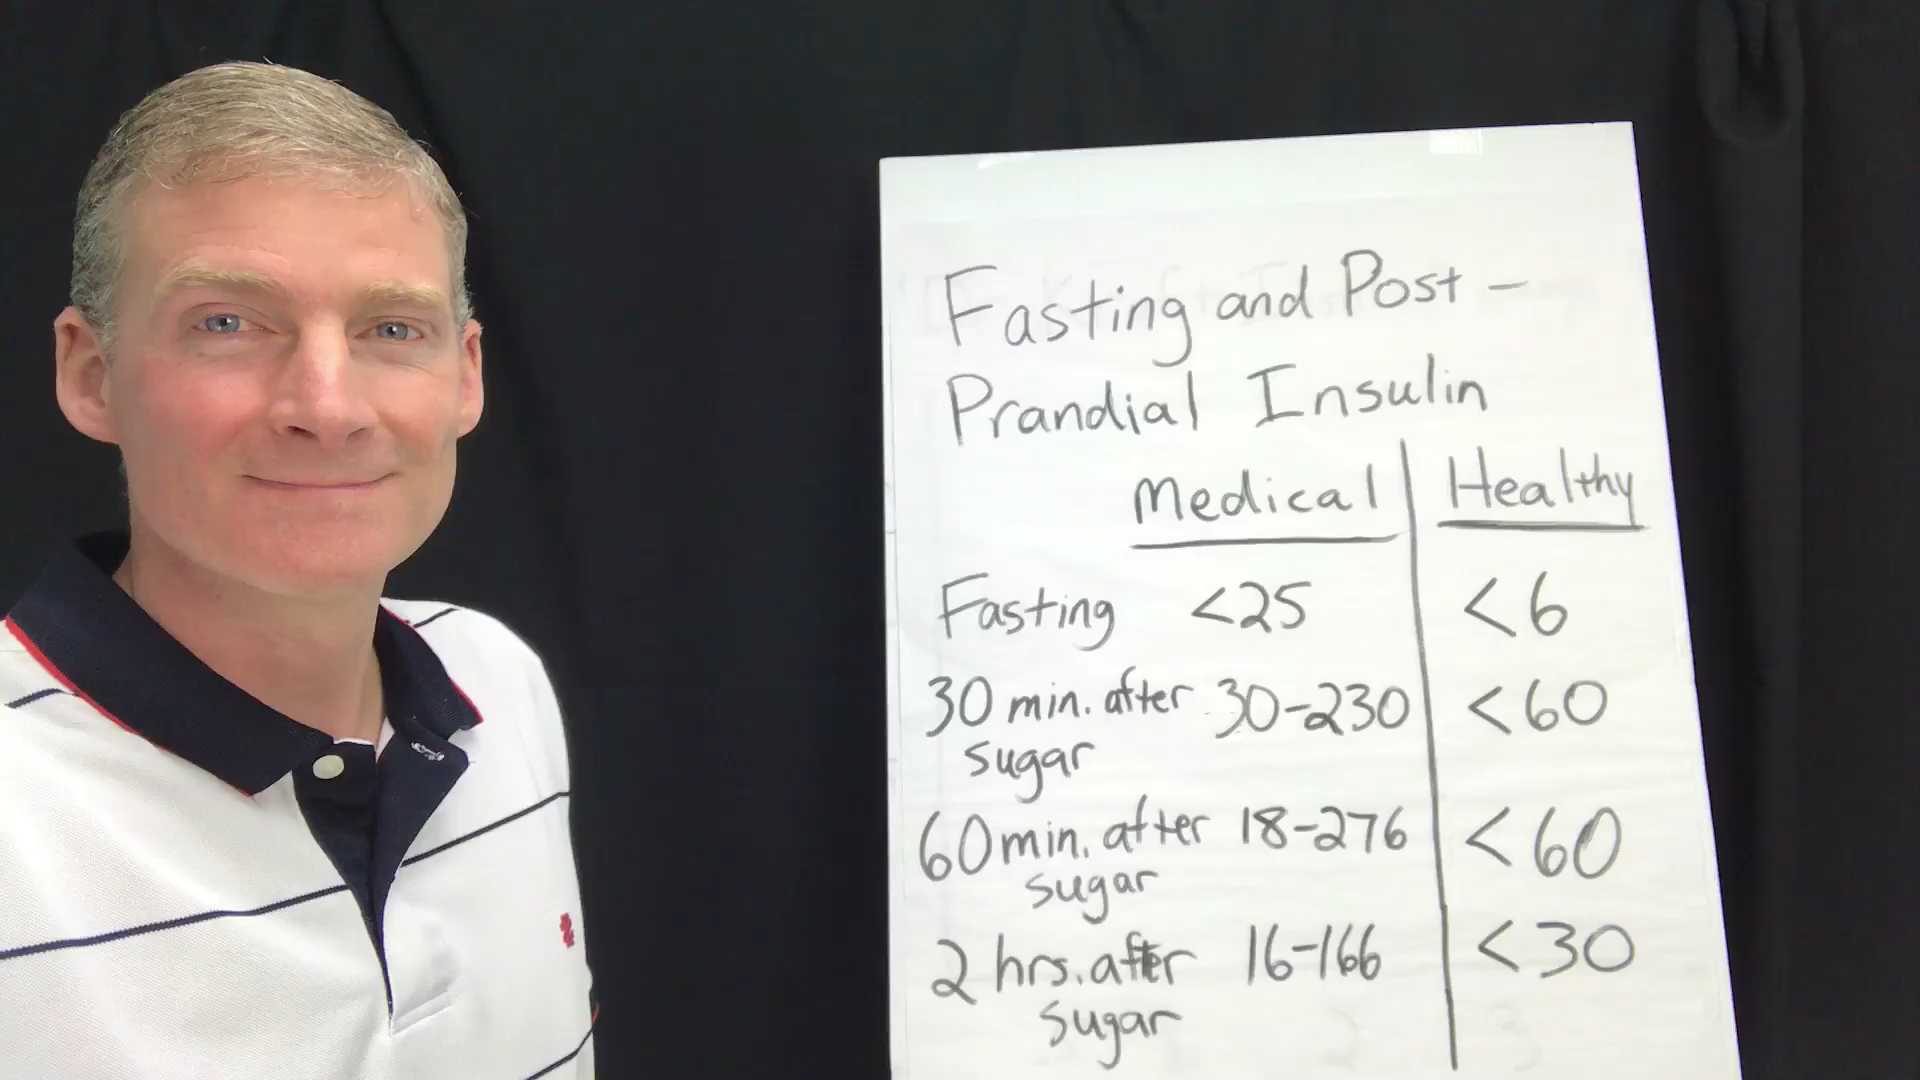 Fasting and Post-
Prandial Insulin
Medical Healthy
Fasting <25 <6
30 min. after 30-230 <60
sugar
60 min. after 18-276 <60
sugar
2 hrs. after 16-166 <30
sugar